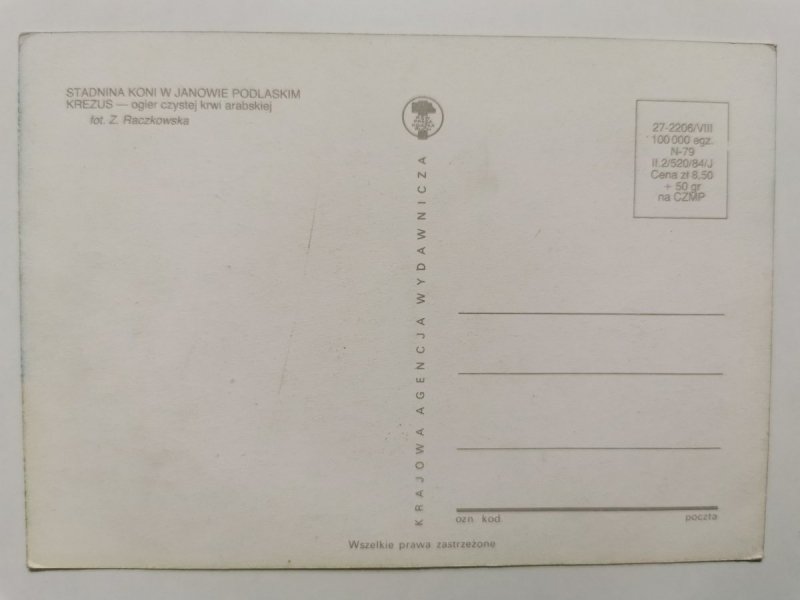 STADNINA KONI W JANOWIE PODLASKIM
KREZUS — ogier czystej krwi arabskiej
fot. Z. Raczkowska
KRAJOWA AGENCJA WYDAWNICZA
27-2206/VIII
100 000 egz.
N-79
II.2/520/84/J
Cena zł 8,50
+ 50 gr
na CZMP
ozn kod
poczta
Wszelkie prawa zastrzeżone